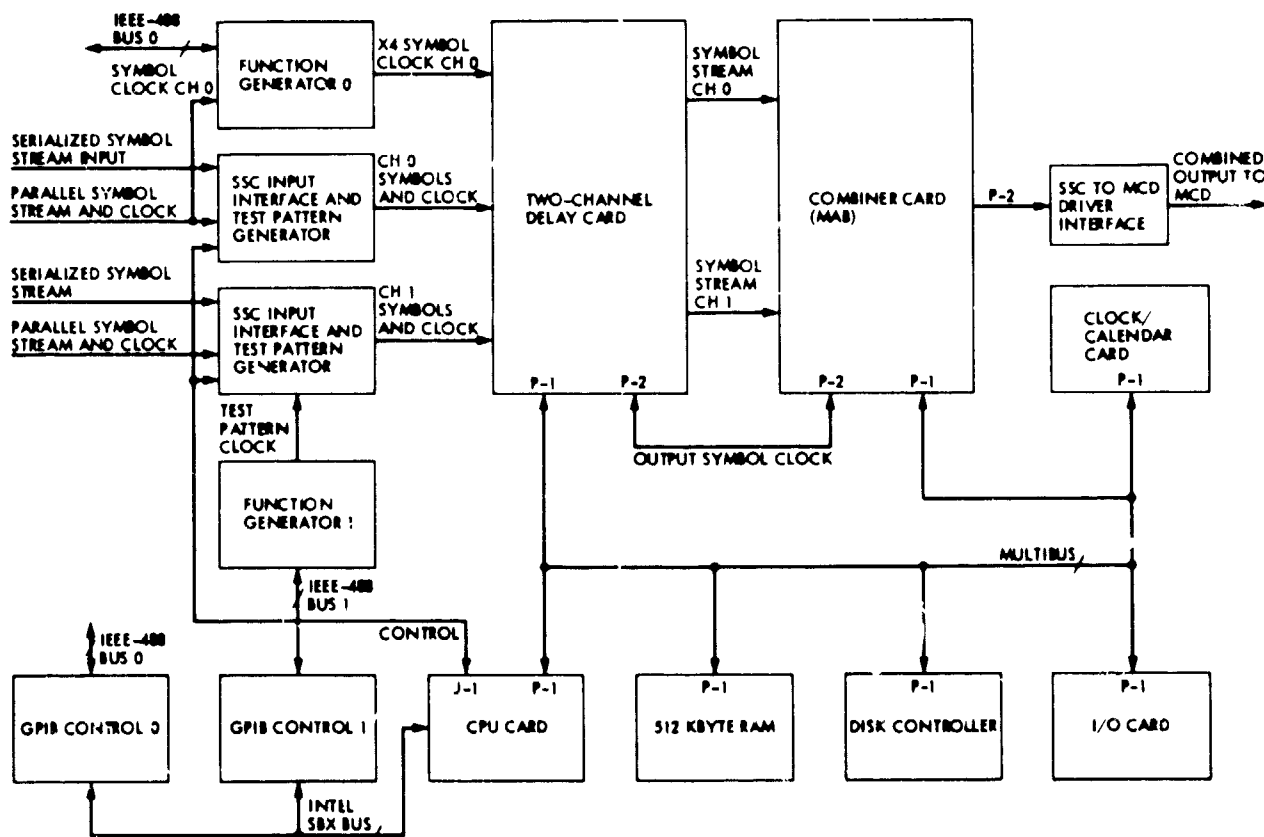 IEEE-488
BUS 0
SYMBOL
CLOCK CH 0
FUNCTION
GENERATOR 0
X4 SYMBOL
CLOCK CH 0
SERIALIZED SYMBOL
STREAM INPUT
PARALLEL SYMBOL
STREAM AND CLOCK
SSC INPUT
INTERFACE AND
TEST PATTERN
GENERATOR
CH 0
SYMBOLS
AND CLOCK
SERIALIZED SYMBOL
STREAM
PARALLEL SYMBOL
STREAM AND CLOCK
SSC INPUT
INTERFACE AND
TEST PATTERN
GENERATOR
CH 1
SYMBOLS
AND CLOCK
TWO-CHANNEL
DELAY CARD
P-1
P-2
SYMBOL
STREAM
CH 0
SYMBOL
STREAM
CH 1
COMBINER CARD
(MAB)
P-2
P-1
P-2
SSC TO MCD
DRIVER
INTERFACE
COMBINED
OUTPUT TO
MCD
CLOCK/
CALENDAR
CARD
P-1
OUTPUT SYMBOL CLOCK
TEST
PATTERN
CLOCK
FUNCTION
GENERATOR 1
IEEE-488
BUS 1
CONTROL
MULTIBUS
IEEE-488
BUS 0
GPIB CONTROL 0
GPIB CONTROL 1
J-1
P-1
CPU CARD
P-1
512 KBYTE RAM
P-1
DISK CONTROLLER
P-1
I/O CARD
INTEL
SBX BUS